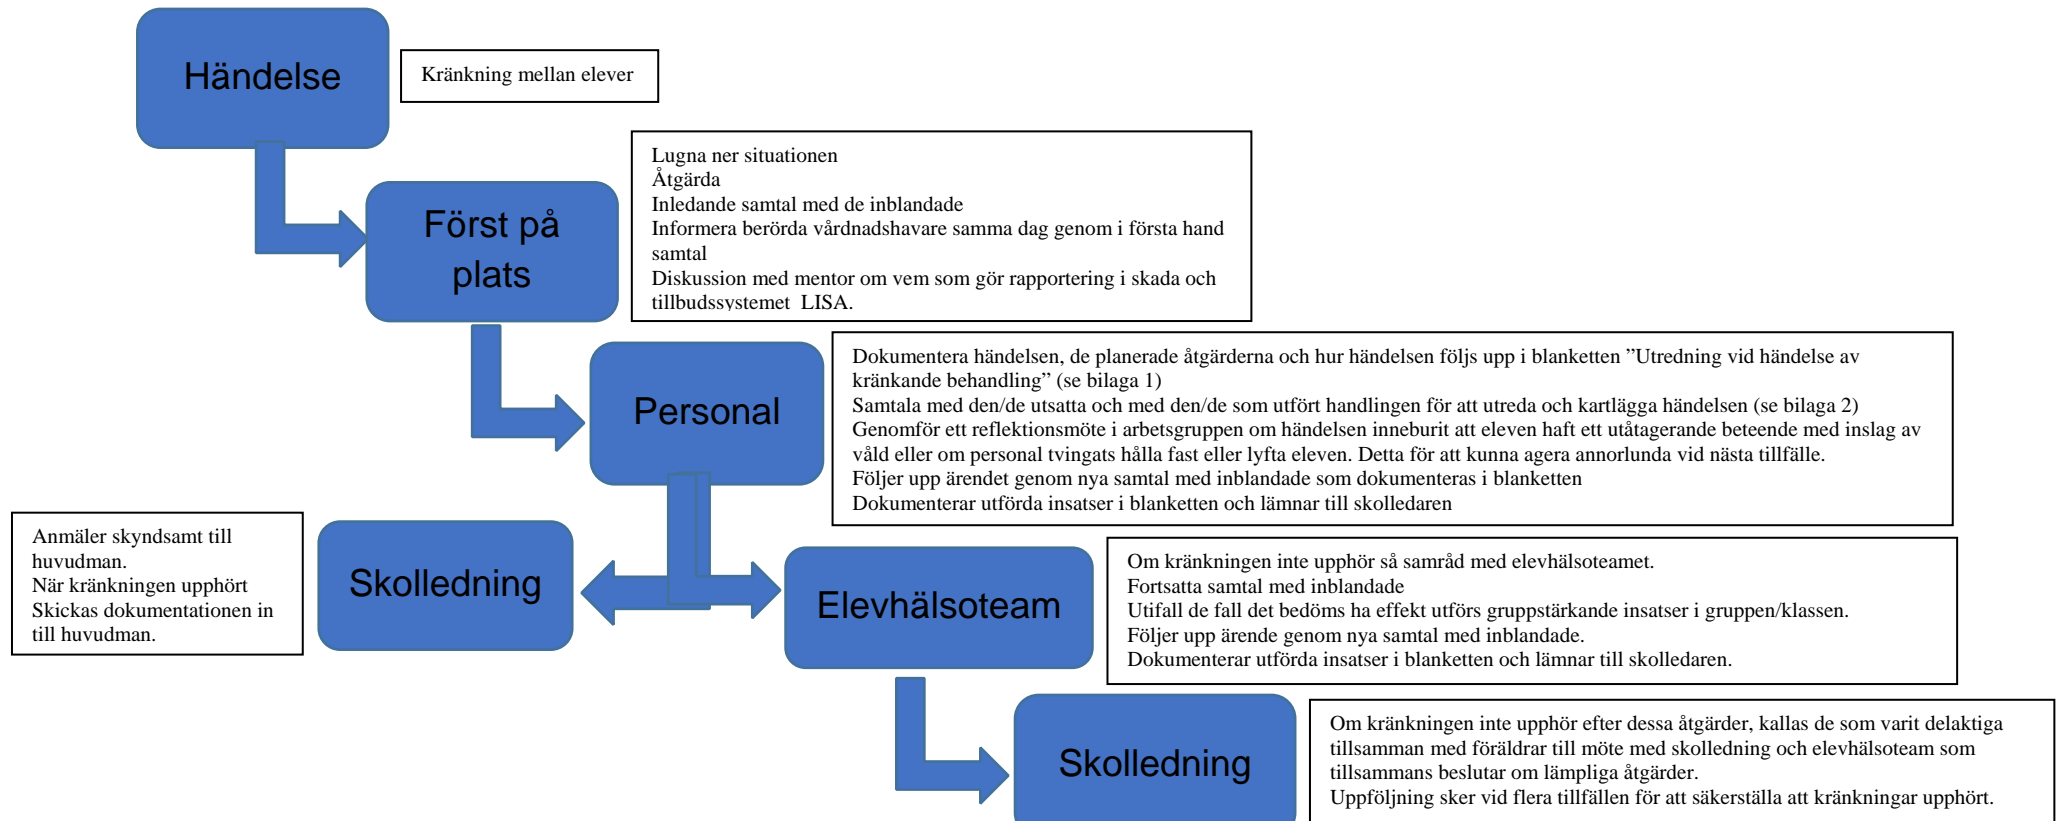 Händelse
Kränkning mellan elever
Först på
plats
Lugna ner situationen
Åtgärda
Inledande samtal med de inblandade
Informera berörda vårdnadshavare samma dag genom i första hand
samtal
Diskussion med mentor om vem som gör rapportering i skada och
tillbudssystemet LISA.
Personal
Dokumentera händelsen, de planerade åtgärderna och hur händelsen följs upp i blanketten ”Utredning vid händelse av
kränkande behandling” (se bilaga 1)
Samtala med den/de utsatta och med den/de som utfört handlingen för att utreda och kartlägga händelsen (se bilaga 2)
Genomför ett reflektionsmöte i arbetsgruppen om händelsen inneburit att eleven haft ett utåtagerande beteende med inslag av
våld eller om personal tvingats hålla fast eller lyfta eleven. Detta för att kunna agera annorlunda vid nästa tillfälle.
Följer upp ärendet genom nya samtal med inblandade som dokumenteras i blanketten
Dokumenterar utförda insatser i blanketten och lämnar till skolledaren
Anmäler skyndsamt till
huvudman.
När kränkningen upphört
Skickas dokumentationen in
till huvudman.
Skolledning
Elevhälsoteam
Om kränkningen inte upphör så samråd med elevhälsoteamet.
Fortsatta samtal med inblandade
Utifall de fall det bedöms ha effekt utförs gruppstärkande insatser i gruppen/klassen.
Följer upp ärende genom nya samtal med inblandade.
Dokumenterar utförda insatser i blanketten och lämnar till skolledaren.
Skolledning
Om kränkningen inte upphör efter dessa åtgärder, kallas de som varit delaktiga
tillsamman med föräldrar till möte med skolledning och elevhälsoteam som
tillsammans beslutar om lämpliga åtgärder.
Uppföljning sker vid flera tillfällen för att säkerställa att kränkningar upphört.